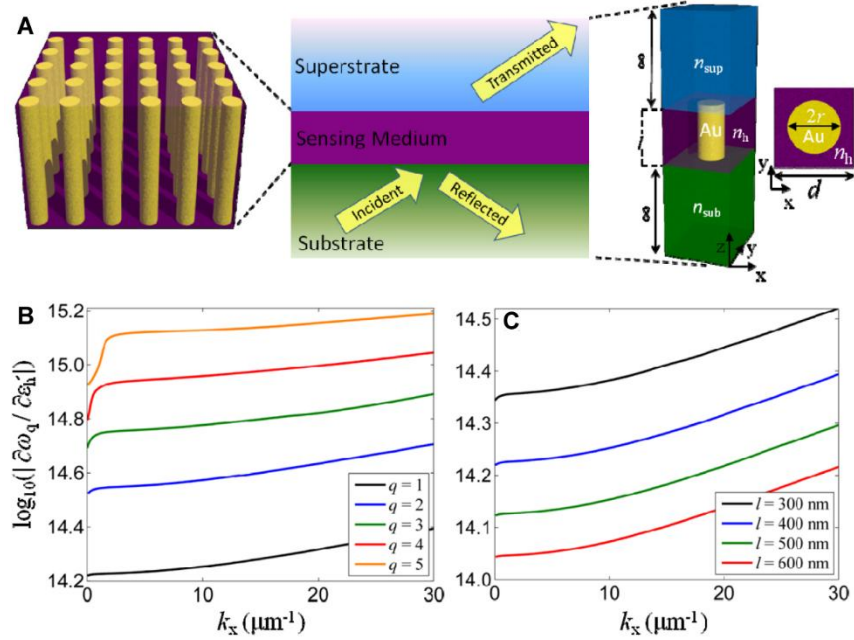 A
Superstrate
Transmitted
Sensing Medium
Incident
Reflected
Substrate
∞
n_sup
l
Au
n_h
∞
n_sub
z
y
x
2r
Au
n_h
y
x
d
B
15.2
15.0
14.8
14.6
14.4
14.2
log₁₀(|∂ω_q/∂ε_h′|)
q = 1
q = 2
q = 3
q = 4
q = 5
0
10
20
30
k_x (μm⁻¹)
C
14.5
14.4
14.3
14.2
14.1
14.0
l = 300 nm
l = 400 nm
l = 500 nm
l = 600 nm
0
10
20
30
k_x (μm⁻¹)